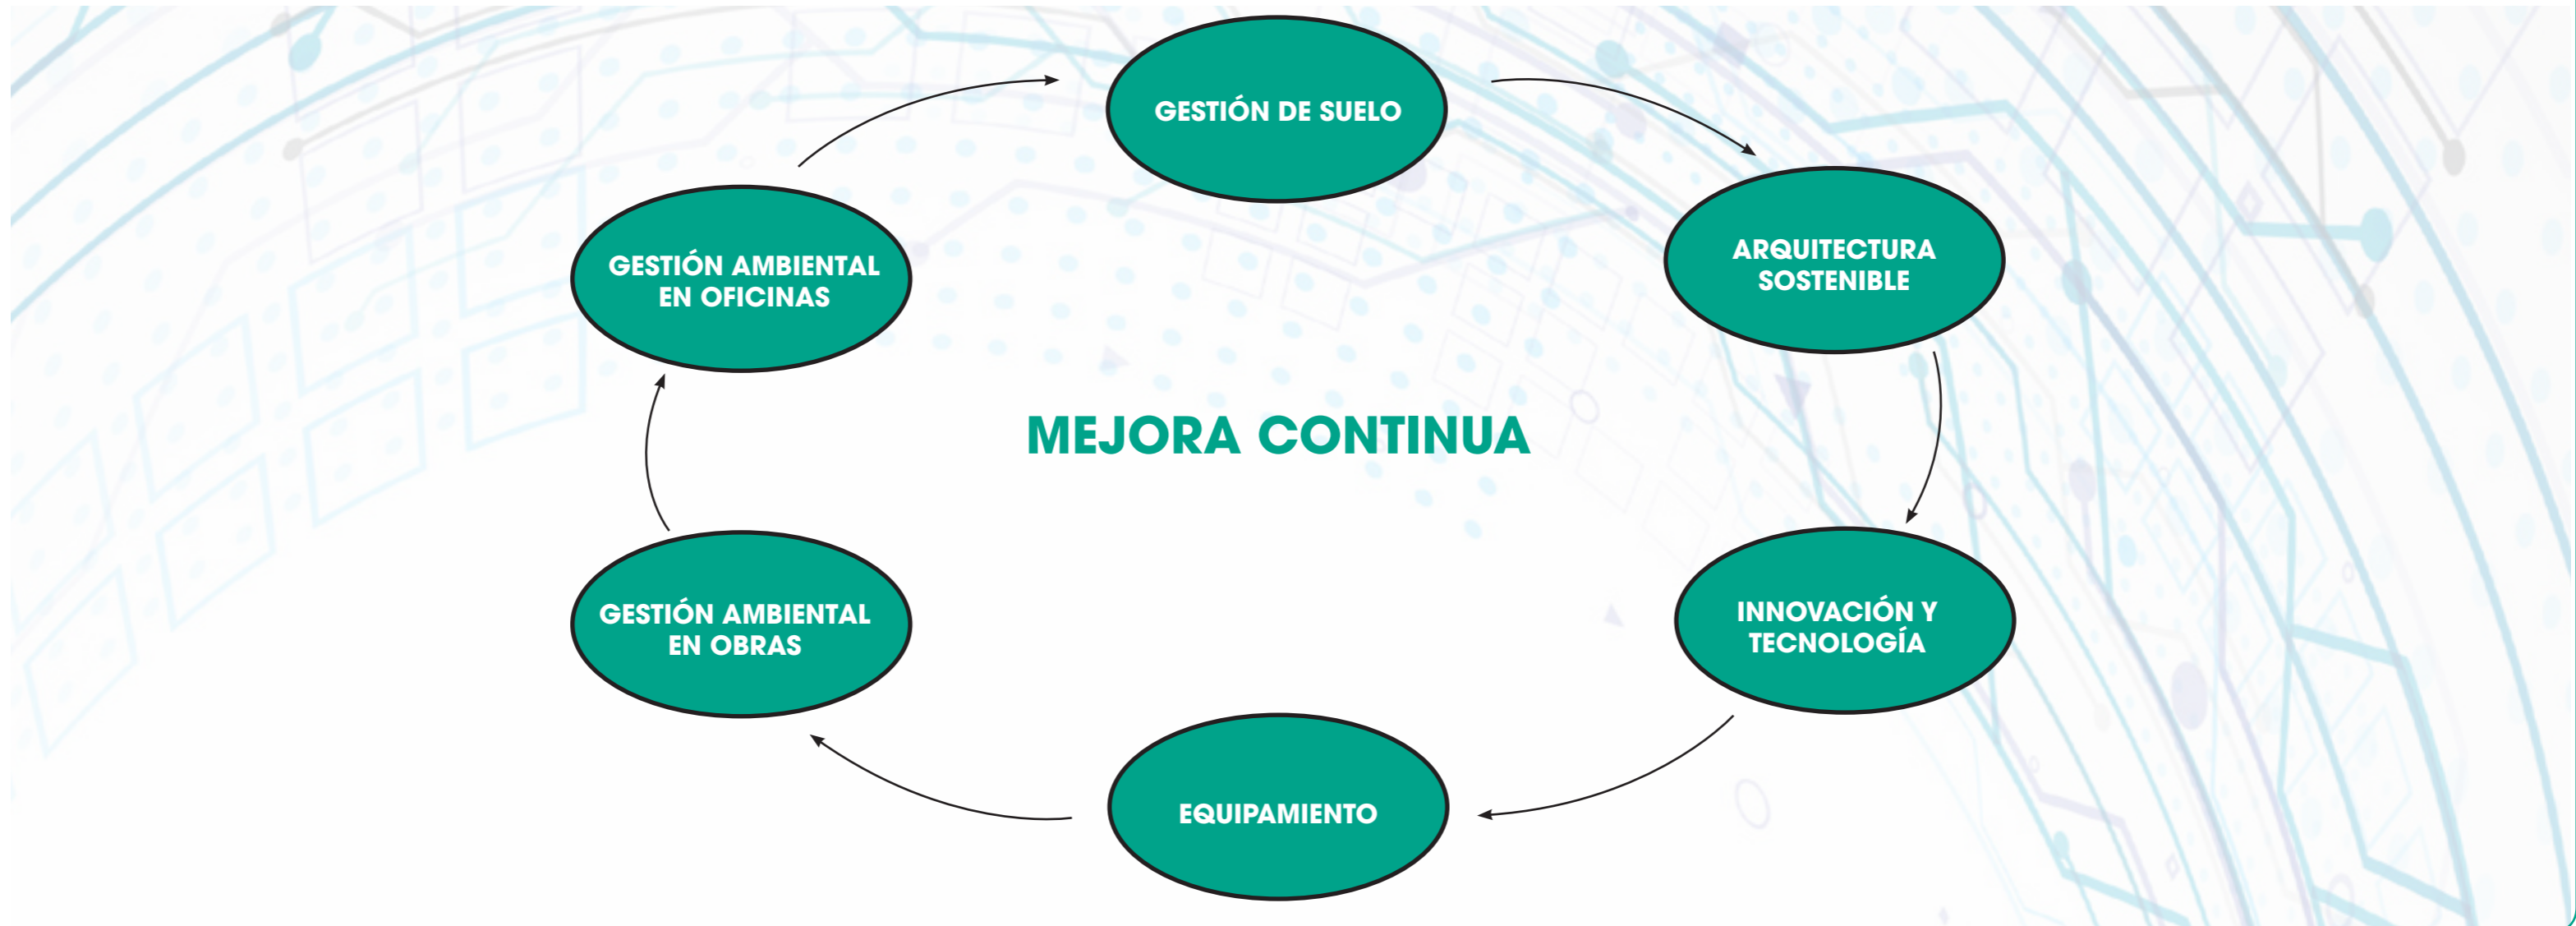 GESTIÓN DE SUELO
ARQUITECTURA
SOSTENIBLE
INNOVACIÓN Y
TECNOLOGÍA
EQUIPAMIENTO
GESTIÓN AMBIENTAL
EN OBRAS
GESTIÓN AMBIENTAL
EN OFICINAS
MEJORA CONTINUA